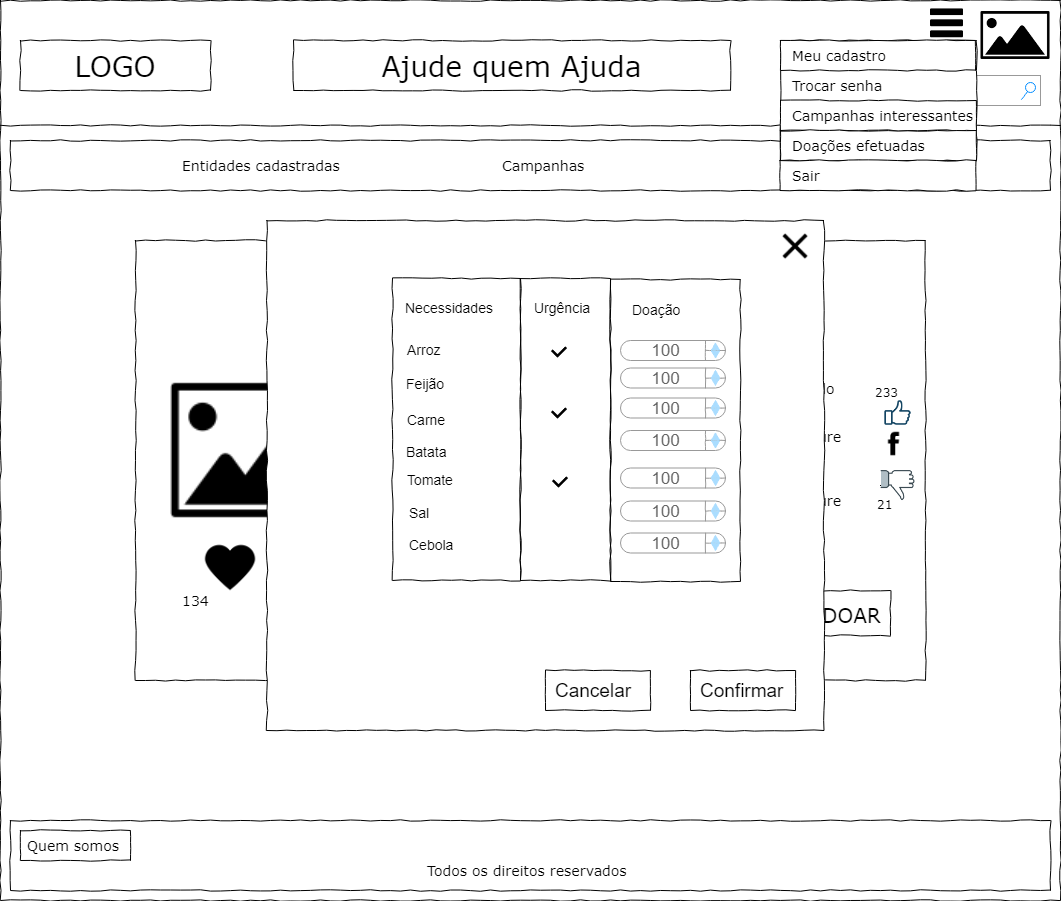 LOGO
Ajude quem Ajuda
Meu cadastro
Trocar senha
Campanhas interessantes
Doações efetuadas
Sair
Entidades cadastradas
Campanhas
Necessidades Urgência Doação
Arroz 100
Feijão 100
Carne 100
Batata 100
Tomate 100
Sal 100
Cebola 100
233
21
134
DOAR
Cancelar
Confirmar
Quem somos
Todos os direitos reservados